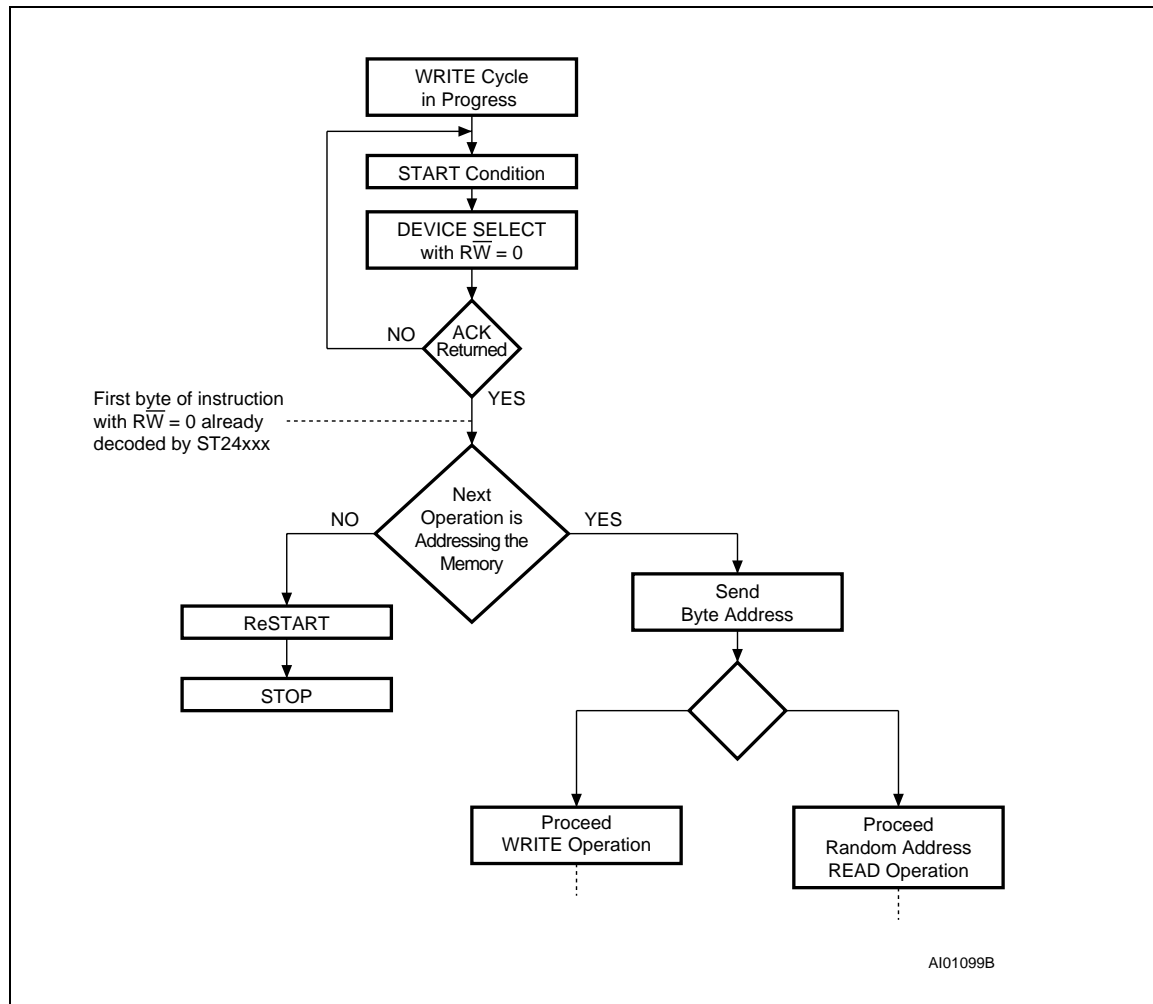 WRITE Cycle
in Progress
START Condition
DEVICE SELECT
with RW̅ = 0
ACK
Returned
NO
YES
First byte of instruction
with RW̅ = 0 already
decoded by ST24xxx
Next
Operation is
Addressing the
Memory
NO
YES
Send
Byte Address
ReSTART
STOP
Proceed
WRITE Operation
Proceed
Random Address
READ Operation
AI01099B